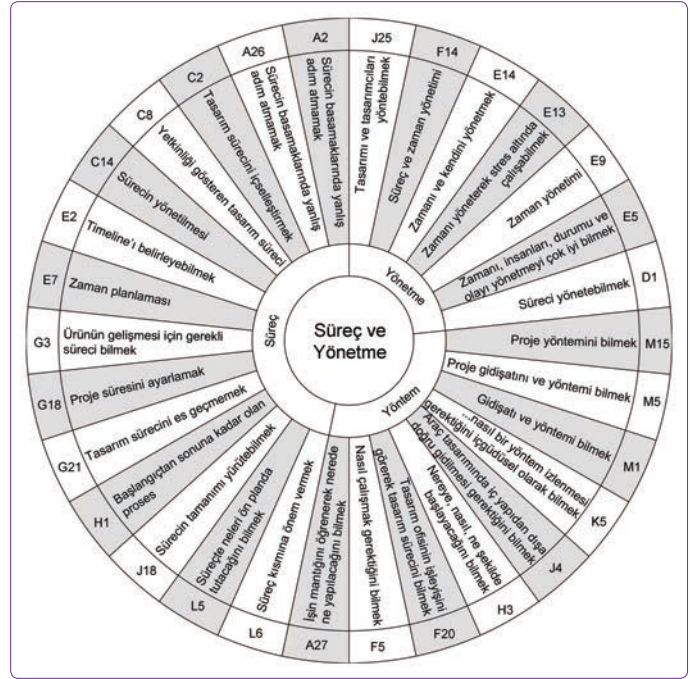 Süreç ve
Yönetme
Yönetme
J25
Tasarımı ve tasarımcıları
yöntebilmek
F14
Süreç ve zaman yönetimi
E14
Zamanı ve kendini yönetmek
E13
Zamanı yöneterek stres altında
çalışabilmek
E9
Zaman yönetimi
E5
Zamanı, insanları, durumu ve
olayı yönetmeyi çok iyi bilmek
D1
Süreci yönetebilmek
Yöntem
M15
Proje yöntemini bilmek
M5
Proje gidişatını ve yöntemi bilmek
M1
Gidişatı ve yöntemi bilmek
K5
...nasıl bir yöntem izlenmesi
gerektiğini içgüdüsel olarak bilmek
J4
Araç tasarımında iç yapıdan dışa
doğru gidilmesi gerektiğini bilmek
H3
Nereye, nasıl, ne şekilde
başlayacağını bilmek
F20
Tasarım ofisinin işleyişini
görerek tasarım sürecini bilmek
F5
Nasıl çalışmak gerektiğini bilmek
A27
İşin mantığını öğrenerek nerede
ne yapılacağını bilmek
Süreç
L6
Süreç kısmına önem vermek
L5
Süreçte neleri ön planda
tutacağını bilmek
J18
Sürecin tamanımı yürütebilmek
H1
Başlangıçtan sonuna kadar olan
proses
G21
Tasarım sürecini es geçmemek
G18
Proje süresini ayarlamak
G3
Ürünün gelişmesi için gerekli
süreci bilmek
E7
Zaman planlaması
E2
Timeline'ı belirleyebilmek
C14
Sürecin yönetilmesi
C8
Yetkinliği gösteren tasarım süreci
C2
Tasarım sürecini içselleştirmek
A26
Sürecin basamaklarında yanlış
adım atmamak
A2
Sürecin basamaklarında yanlış
adım atmamak